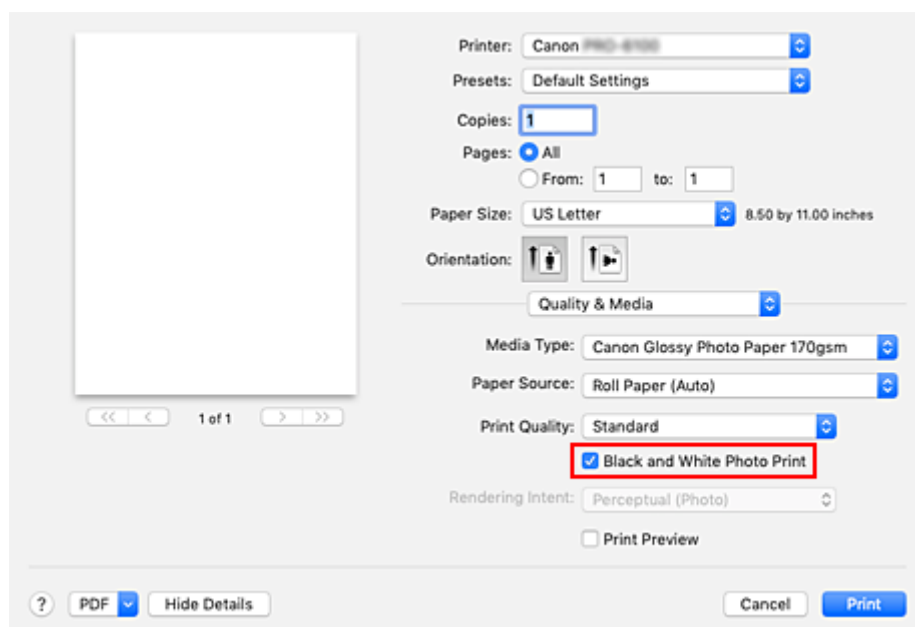 Printer: Canon
Presets: Default Settings
Copies: 1
Pages: All
From: 1 to: 1
Paper Size: US Letter 8.50 by 11.00 inches
Orientation:
Quality & Media
Media Type: Canon Glossy Photo Paper 170gsm
Paper Source: Roll Paper (Auto)
<< < 1 of 1 > >>
Print Quality: Standard
Black and White Photo Print
Rendering Intent: Perceptual (Photo)
Print Preview
? PDF Hide Details Cancel Print